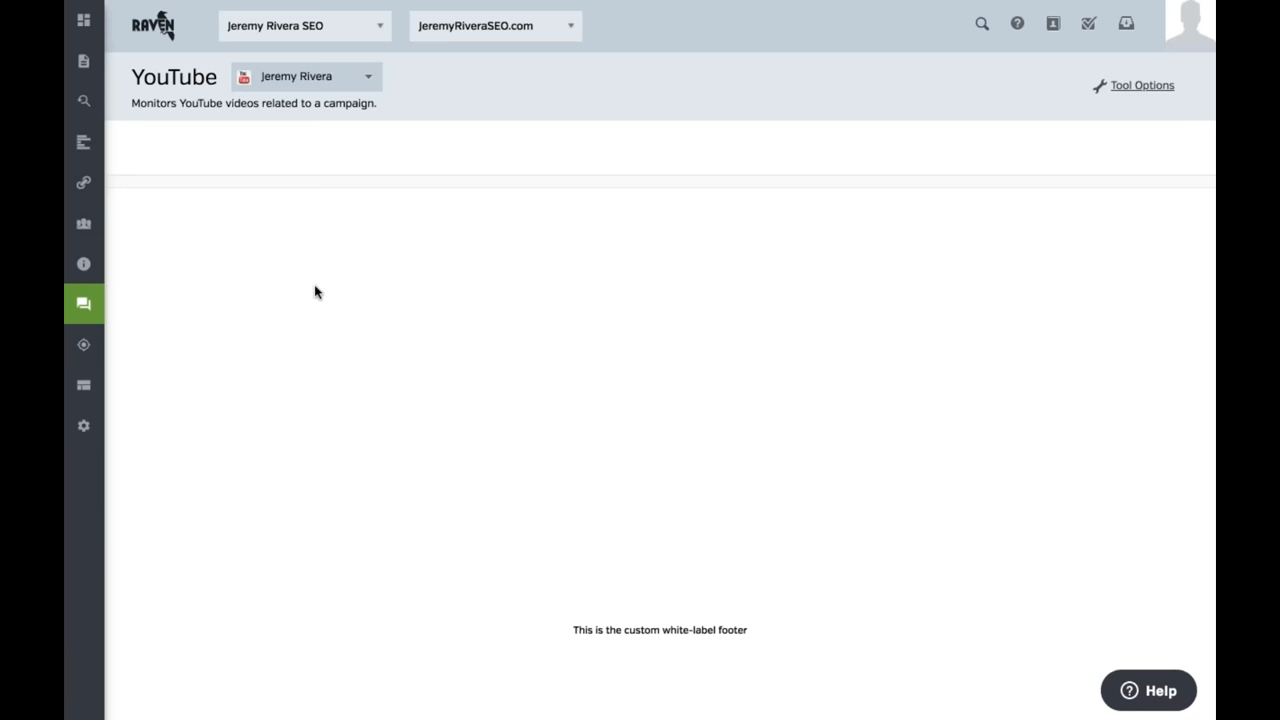 RAVEN
Jeremy Rivera SEO
JeremyRiveraSEO.com
YouTube
Jeremy Rivera
Monitors YouTube videos related to a campaign.
Tool Options
This is the custom white-label footer
Help